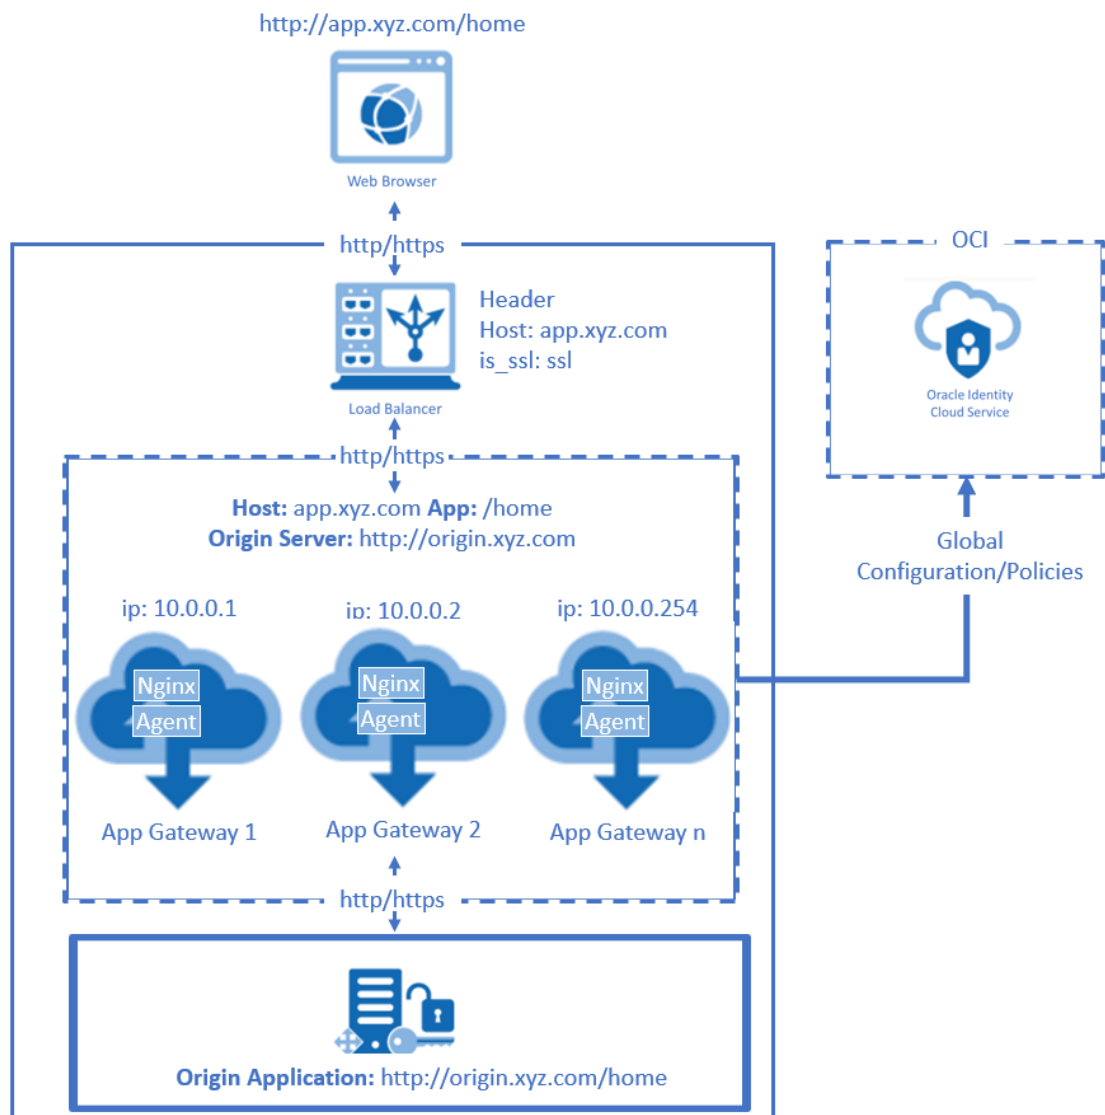 http://app.xyz.com/home
Web Browser
http/https
OCI
Header
Host: app.xyz.com
is_ssl: ssl
Load Balancer
Oracle Identity
Cloud Service
http/https
Host: app.xyz.com App: /home
Origin Server: http://origin.xyz.com
Global
Configuration/Policies
ip: 10.0.0.1
ip: 10.0.0.2
ip: 10.0.0.254
Nginx
Agent
Nginx
Agent
Nginx
Agent
App Gateway 1
App Gateway 2
App Gateway n
http/https
Origin Application: http://origin.xyz.com/home